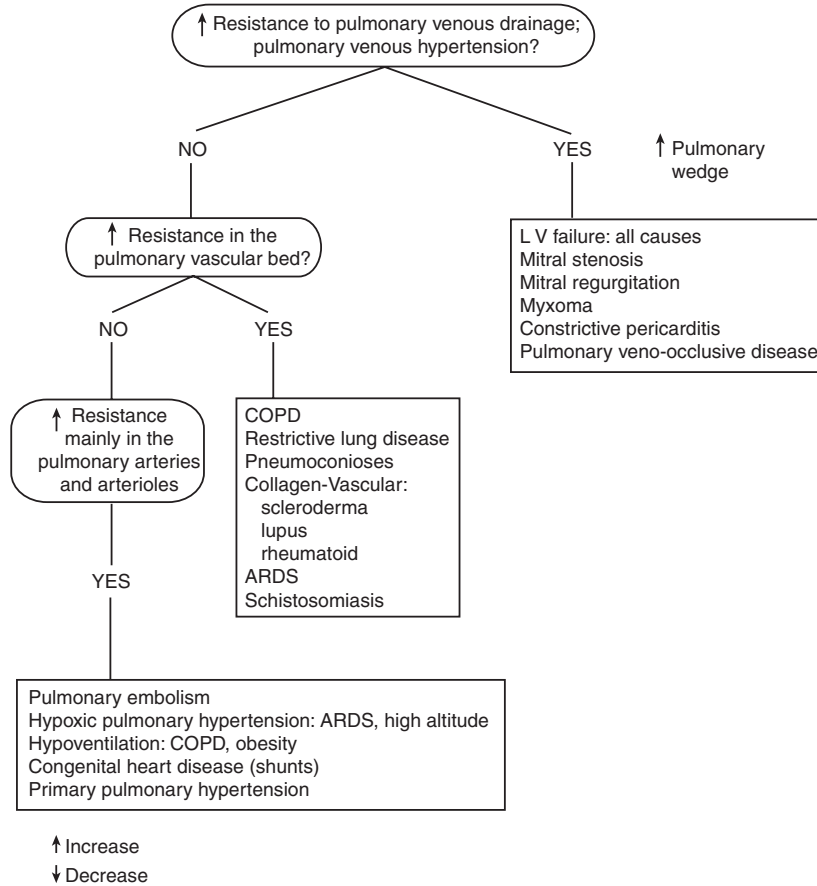 ↑ Resistance to pulmonary venous drainage;
pulmonary venous hypertension?
NO
YES
↑ Pulmonary
wedge
↑ Resistance in the
pulmonary vascular bed?
L V failure: all causes
Mitral stenosis
Mitral regurgitation
Myxoma
Constrictive pericarditis
Pulmonary veno-occlusive disease
NO
YES
↑ Resistance
mainly in the
pulmonary arteries
and arterioles
COPD
Restrictive lung disease
Pneumoconioses
Collagen-Vascular:
scleroderma
lupus
rheumatoid
ARDS
Schistosomiasis
YES
Pulmonary embolism
Hypoxic pulmonary hypertension: ARDS, high altitude
Hypoventilation: COPD, obesity
Congenital heart disease (shunts)
Primary pulmonary hypertension
↑ Increase
↓ Decrease